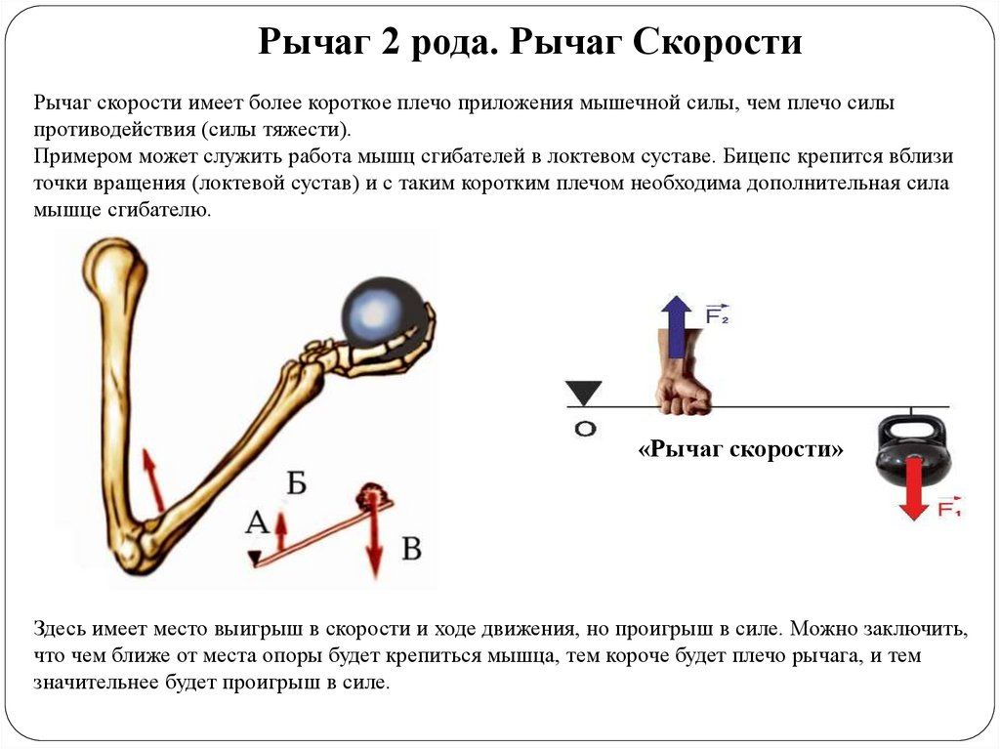 Рычаг 2 рода. Рычаг Скорости
Рычаг скорости имеет более короткое плечо приложения мышечной силы, чем плечо силы
противодействия (силы тяжести).
Примером может служить работа мышц сгибателей в локтевом суставе. Бицепс крепится вблизи
точки вращения (локтевой сустав) и с таким коротким плечом необходима дополнительная сила
мышце сгибателю.
F₂
О
«Рычаг скорости»
F₁
Б
А
В
Здесь имеет место выигрыш в скорости и ходе движения, но проигрыш в силе. Можно заключить,
что чем ближе от места опоры будет крепиться мышца, тем короче будет плечо рычага, и тем
значительнее будет проигрыш в силе.